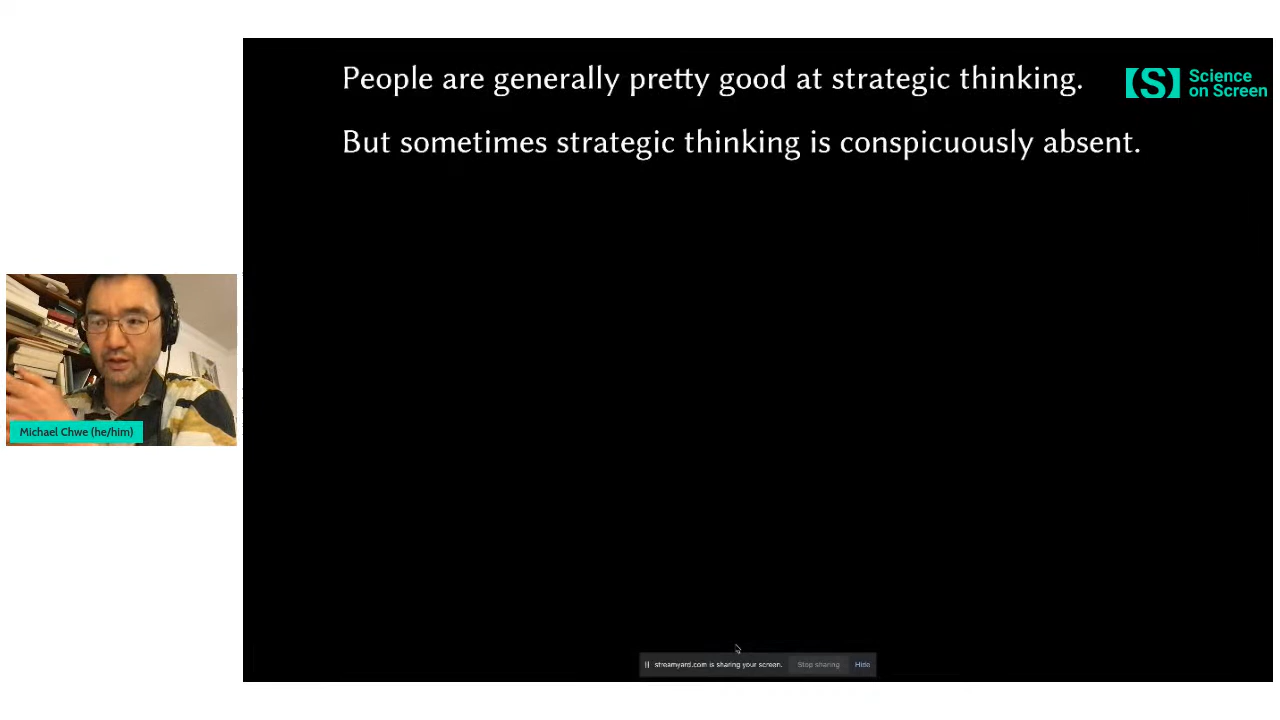 People are generally pretty good at strategic thinking.
But sometimes strategic thinking is conspicuously absent.
(S) Science
on Screen
Michael Chwe (he/him)
streamyard.com is sharing your screen. Stop sharing Hide